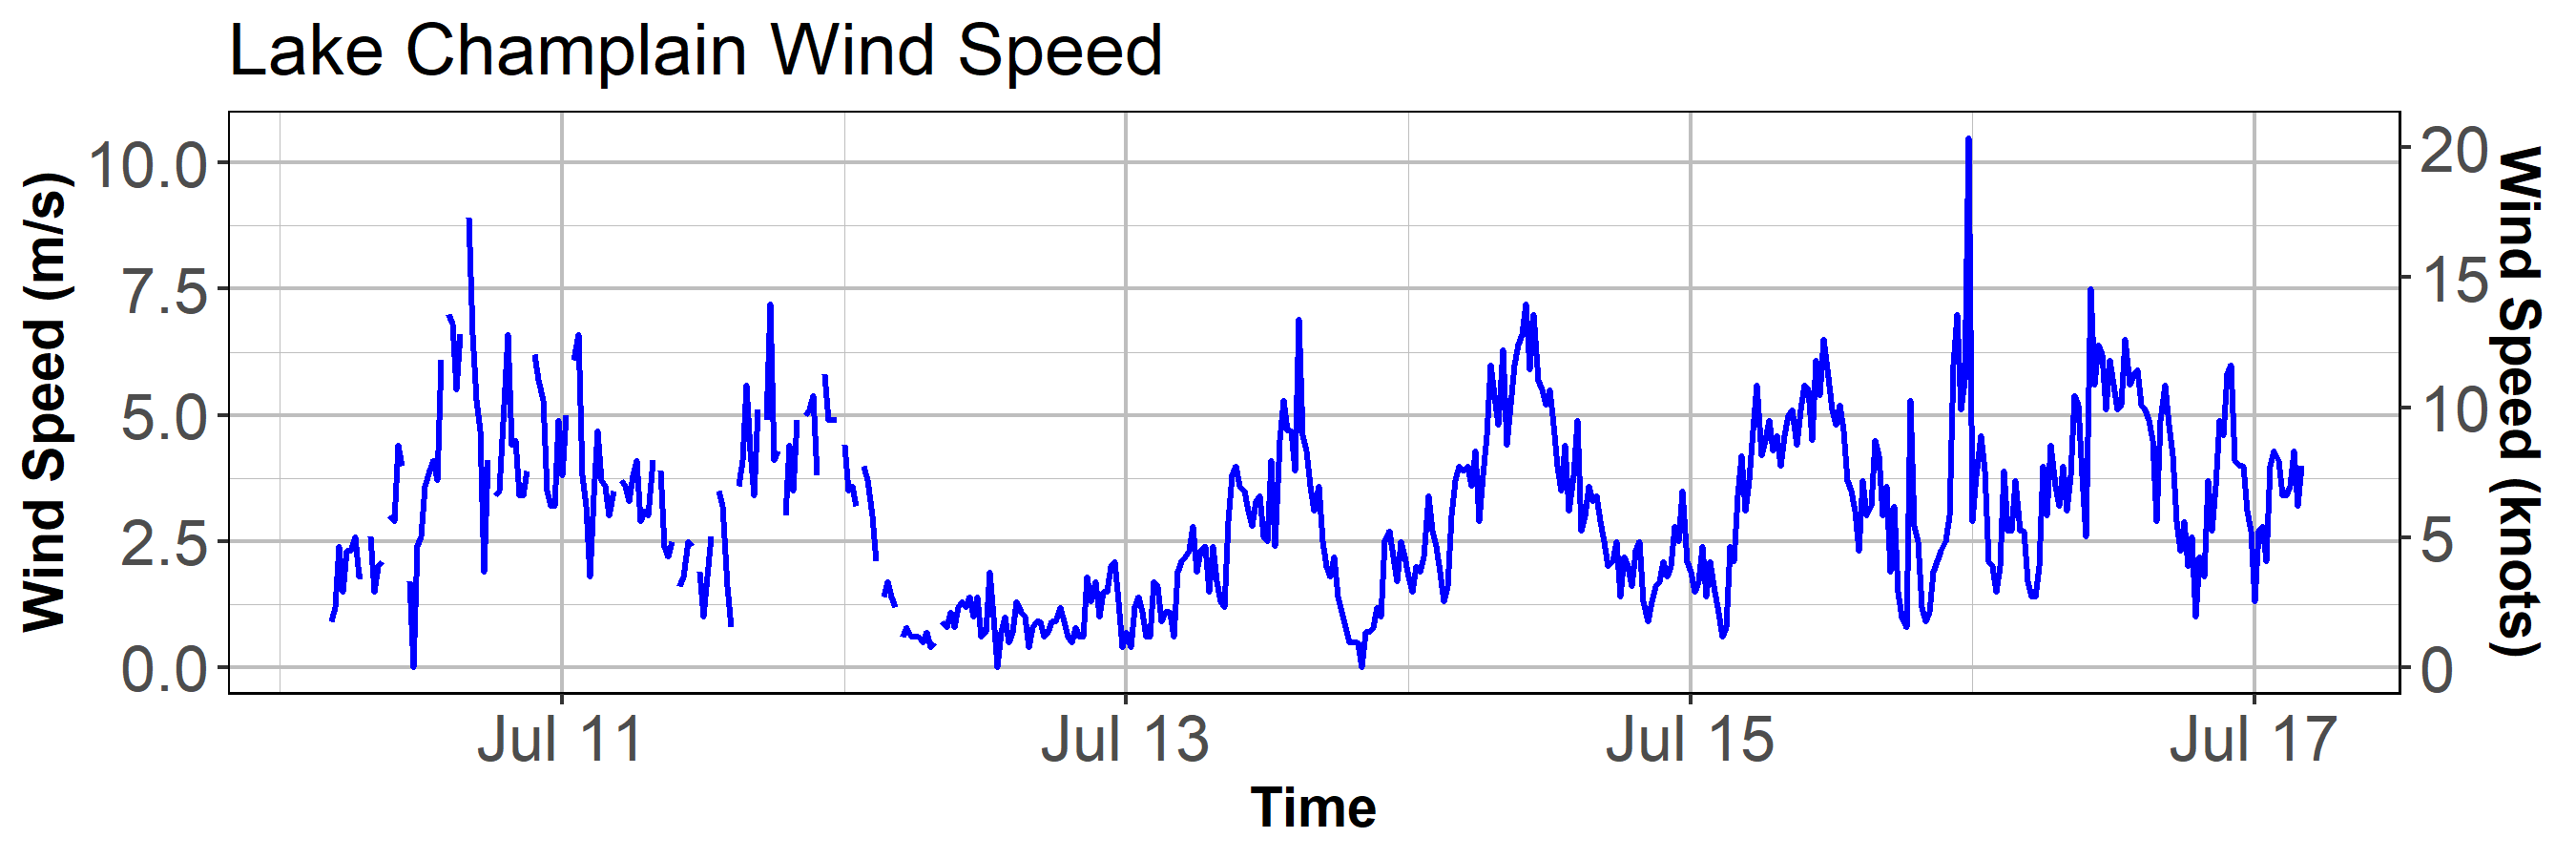 Lake Champlain Wind Speed
Wind Speed (m/s)
10.0
7.5
5.0
2.5
0.0
20
15
10
5
0
Wind Speed (knots)
Jul 11
Jul 13
Jul 15
Jul 17
Time